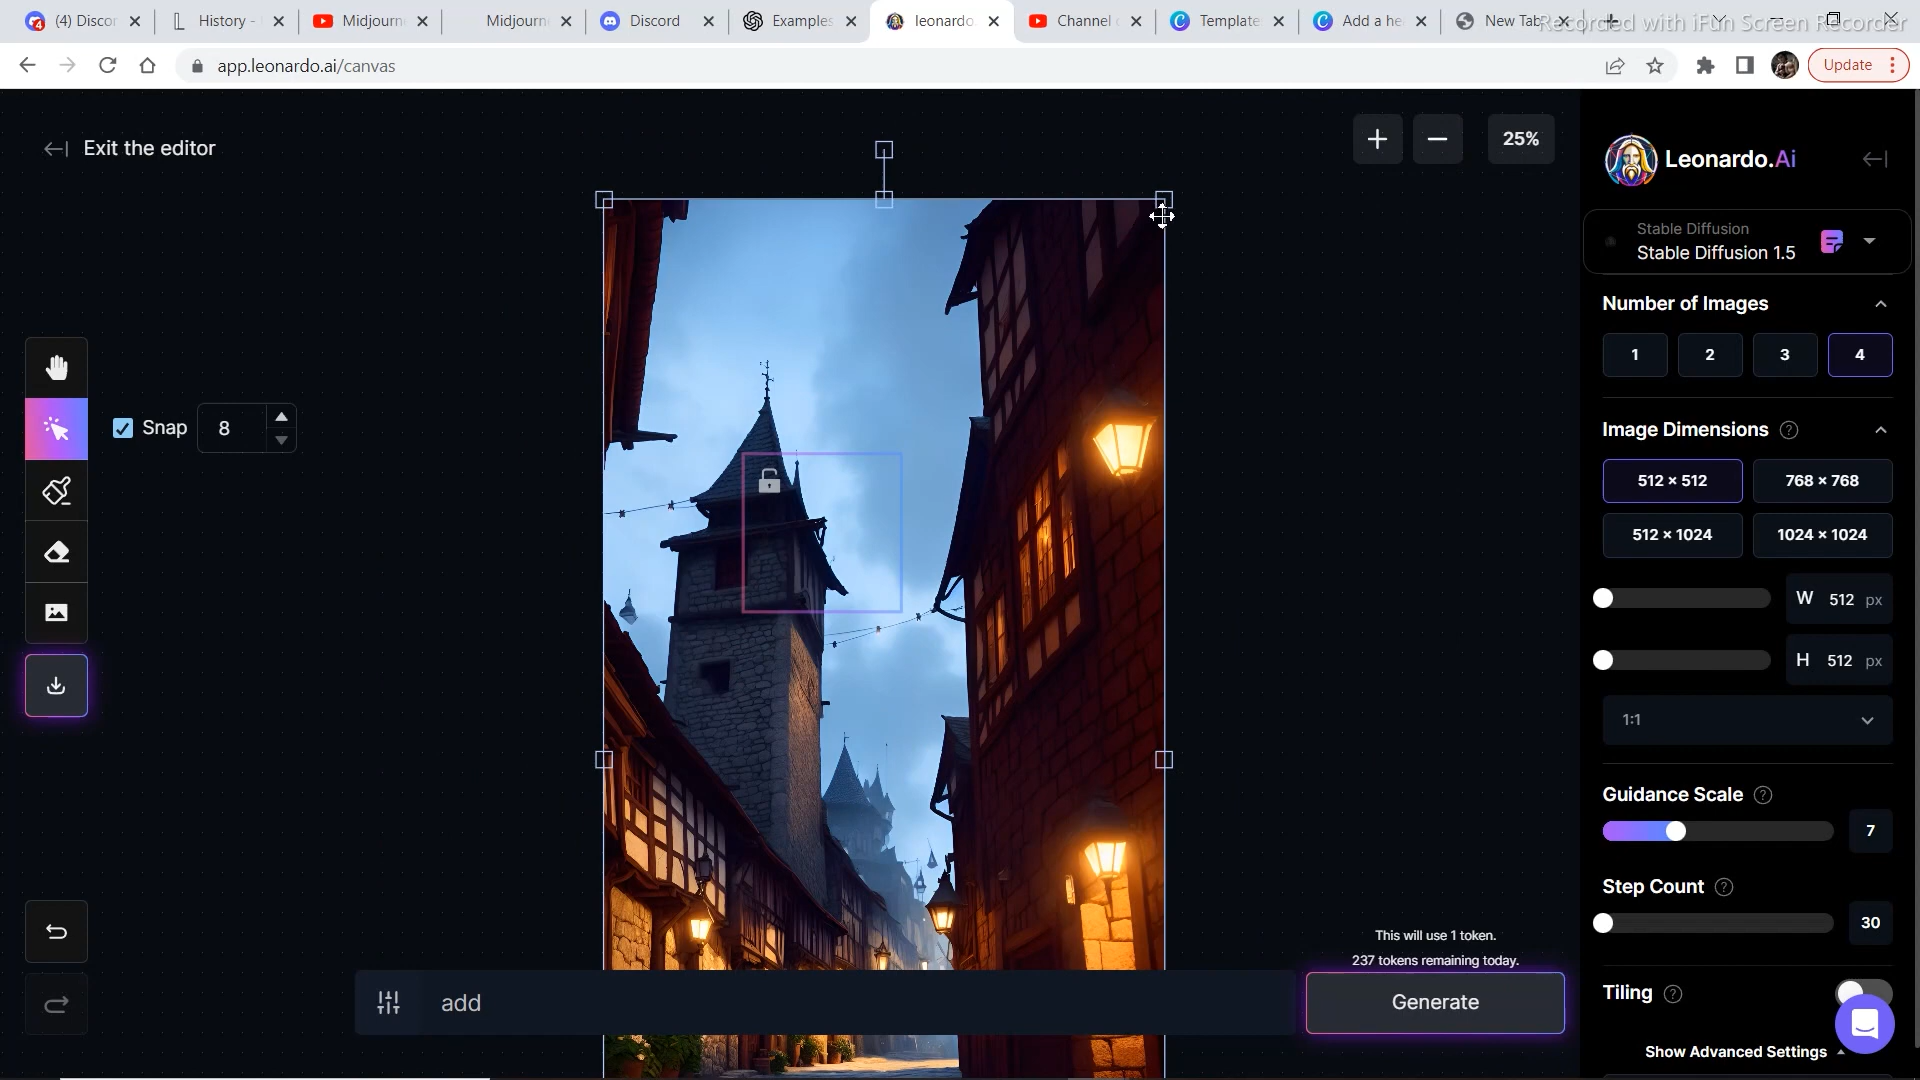 (4) Discor
History -
Midjourn
Midjourn
Discord
Examples
leonardo
Channel
Template
Add a he
New Tab
Recorded with iFun Screen Recorder
app.leonardo.ai/canvas
Update
Exit the editor
25%
Leonardo.Ai
Stable Diffusion
Stable Diffusion 1.5
Number of Images
1 2 3 4
Snap 8
Image Dimensions ?
512 × 512 768 × 768
512 × 1024 1024 × 1024
W 512 px
H 512 px
1:1
Guidance Scale ?
7
Step Count ?
30
This will use 1 token.
237 tokens remaining today.
add
Generate
Tiling ?
Show Advanced Settings